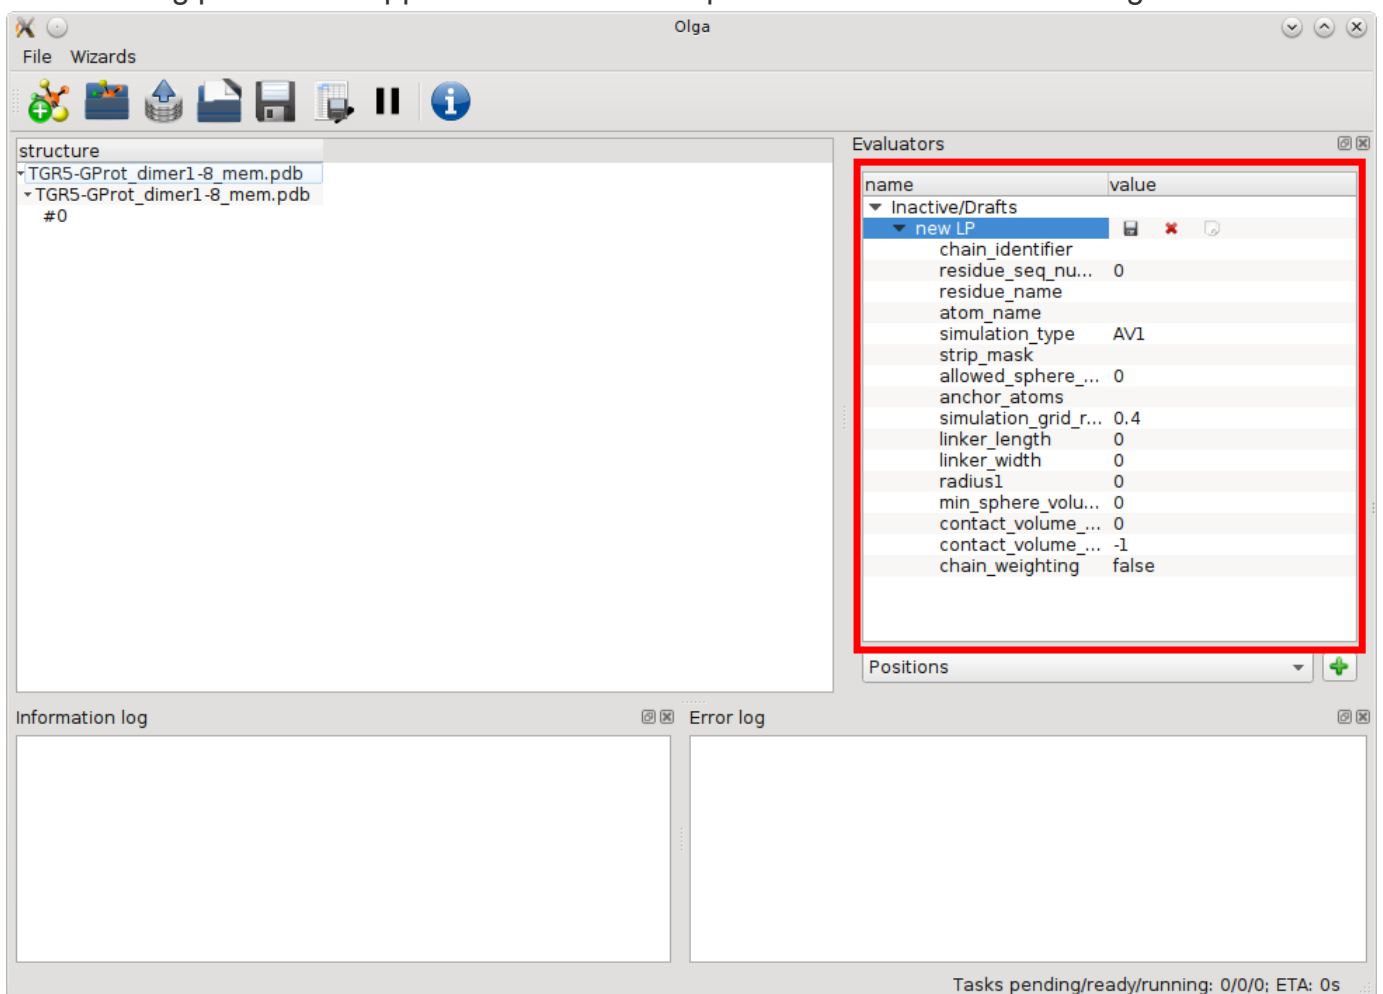 Olga
File Wizards
structure
TGR5-GProt_dimer1-8_mem.pdb
TGR5-GProt_dimer1-8_mem.pdb
#0
Evaluators
name value
Inactive/Drafts
new LP
chain_identifier
residue_seq_nu... 0
residue_name
atom_name
simulation_type AV1
strip_mask
allowed_sphere_... 0
anchor_atoms
simulation_grid_r... 0.4
linker_length 0
linker_width 0
radius1 0
min_sphere_volu... 0
contact_volume_... 0
contact_volume_... -1
chain_weighting false
Positions
Information log
Error log
Tasks pending/ready/running: 0/0/0; ETA: 0s